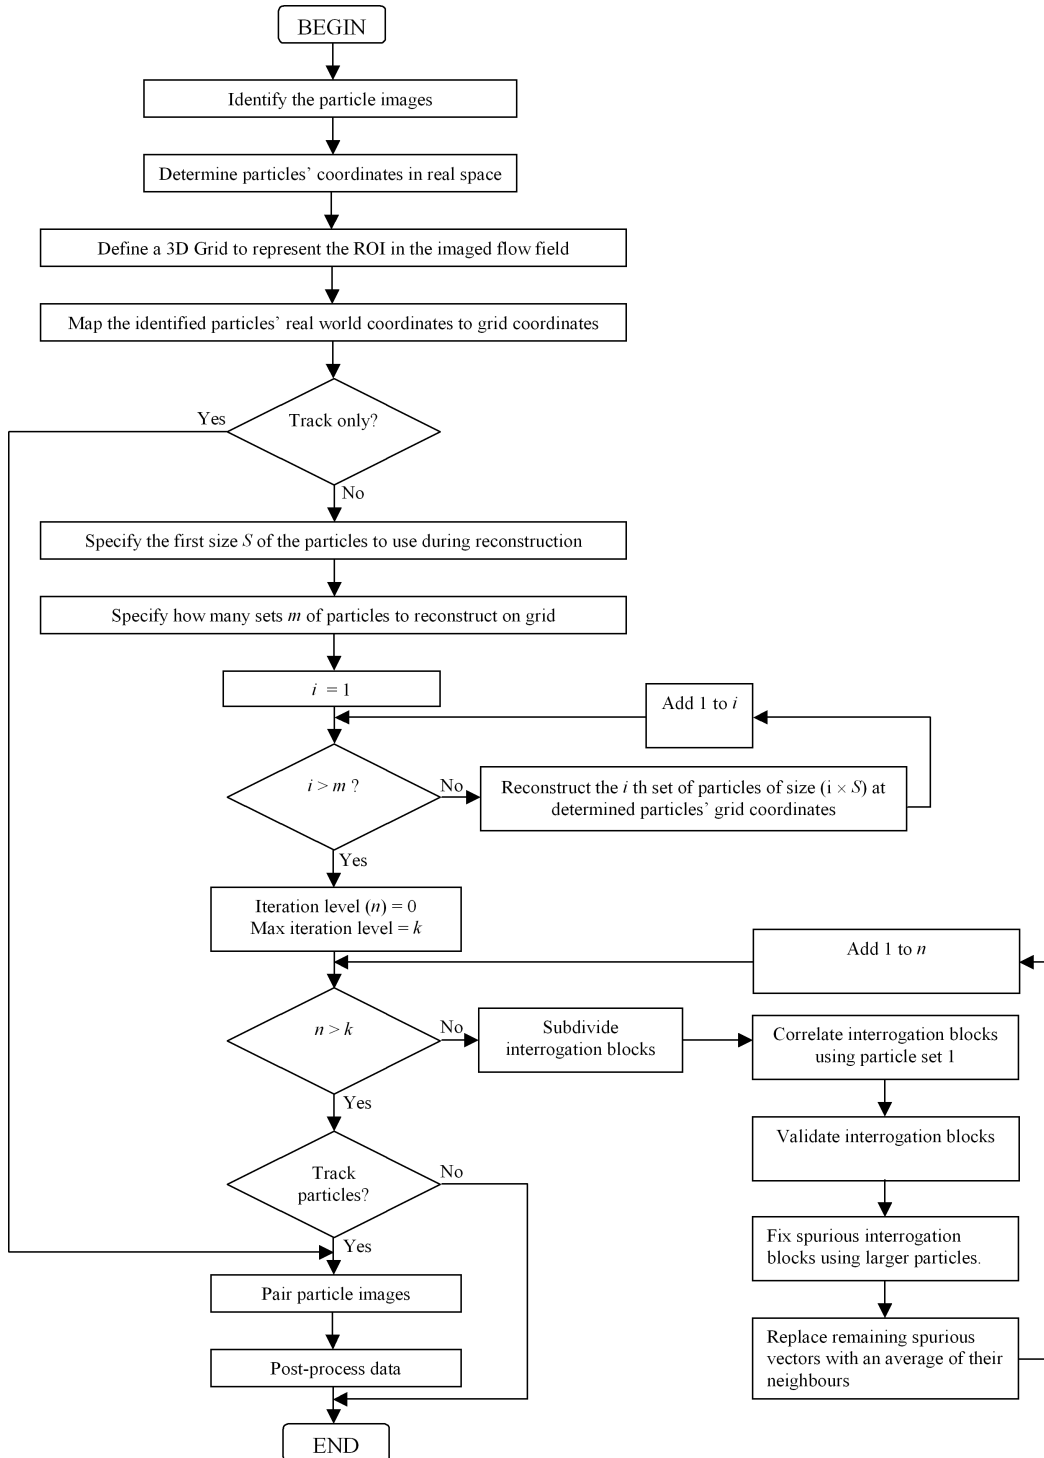 BEGIN
Identify the particle images
Determine particles’ coordinates in real space
Define a 3D Grid to represent the ROI in the imaged flow field
Map the identified particles’ real world coordinates to grid coordinates
Yes
Track only?
No
Specify the first size S of the particles to use during reconstruction
Specify how many sets m of particles to reconstruct on grid
i = 1
Add 1 to i
i > m ?
No
Reconstruct the i th set of particles of size (i × S) at
determined particles’ grid coordinates
Yes
Iteration level (n) = 0
Max iteration level = k
Add 1 to n
n > k
No
Subdivide
interrogation blocks
Correlate interrogation blocks
using particle set 1
Yes
Validate interrogation blocks
Track
particles?
No
Yes
Fix spurious interrogation
blocks using larger particles.
Pair particle images
Replace remaining spurious
vectors with an average of their
neighbours
Post-process data
END